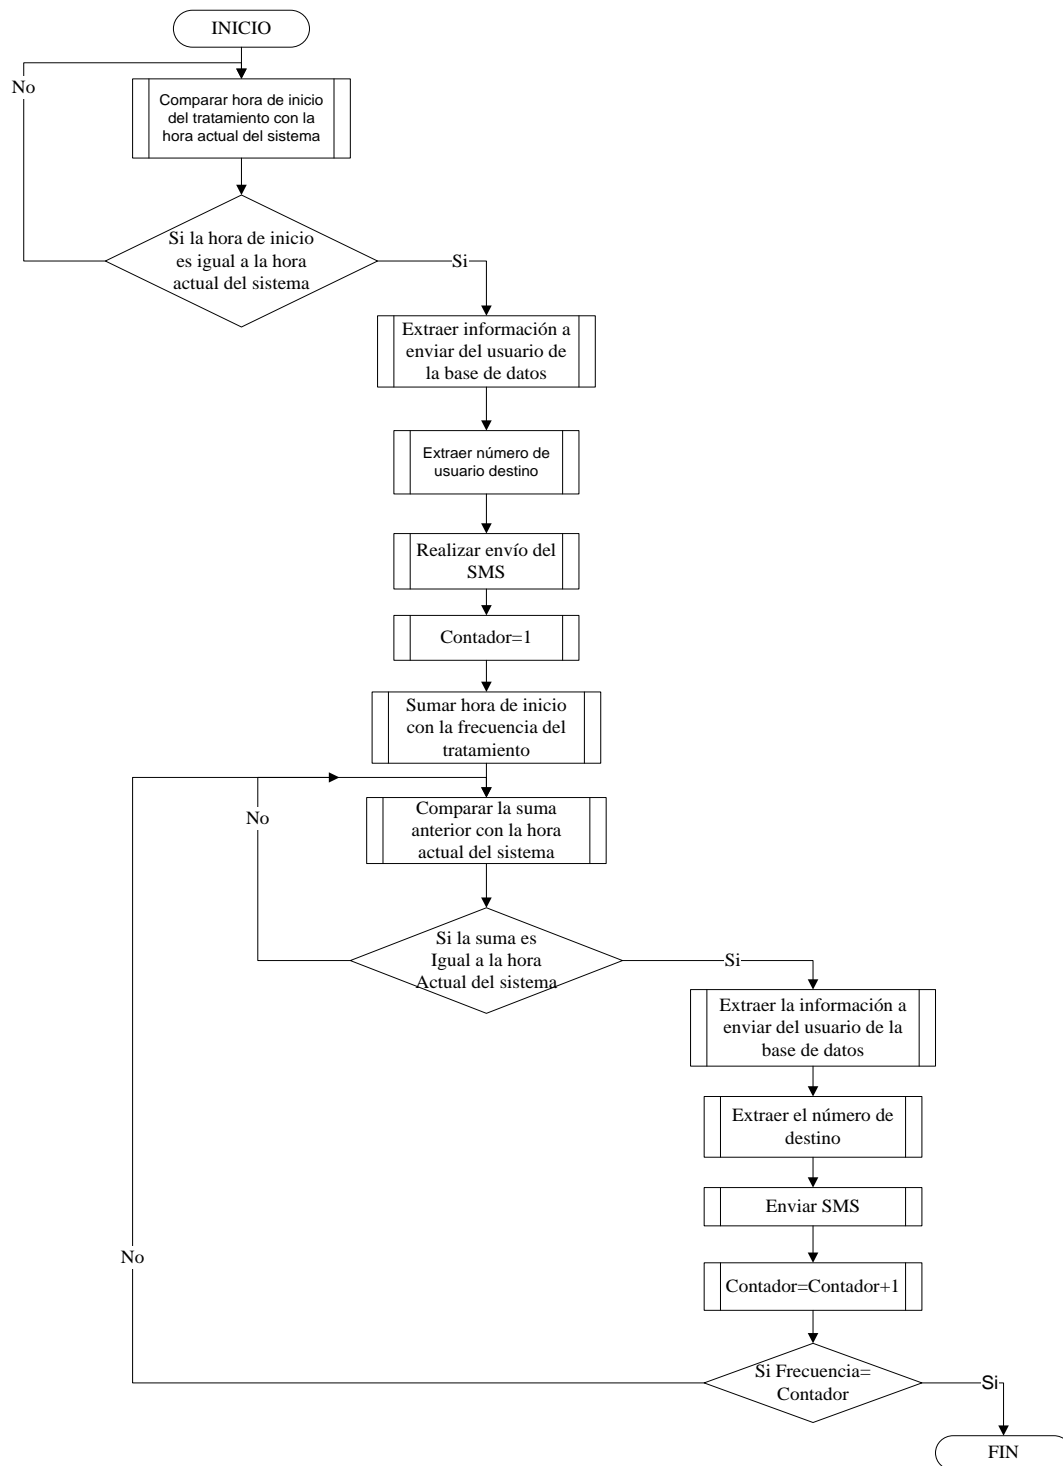 INICIO
No
Comparar hora de inicio
del tratamiento con la
hora actual del sistema
Si la hora de inicio
es igual a la hora
actual del sistema
Si
Extraer información a
enviar del usuario de
la base de datos
Extraer número de
usuario destino
Realizar envío del
SMS
Contador=1
Sumar hora de inicio
con la frecuencia del
tratamiento
No
Comparar la suma
anterior con la hora
actual del sistema
Si la suma es
Igual a la hora
Actual del sistema
Si
Extraer la información a
enviar del usuario de la
base de datos
Extraer el número de
destino
Enviar SMS
No
Contador=Contador+1
Si Frecuencia=
Contador
Si
FIN